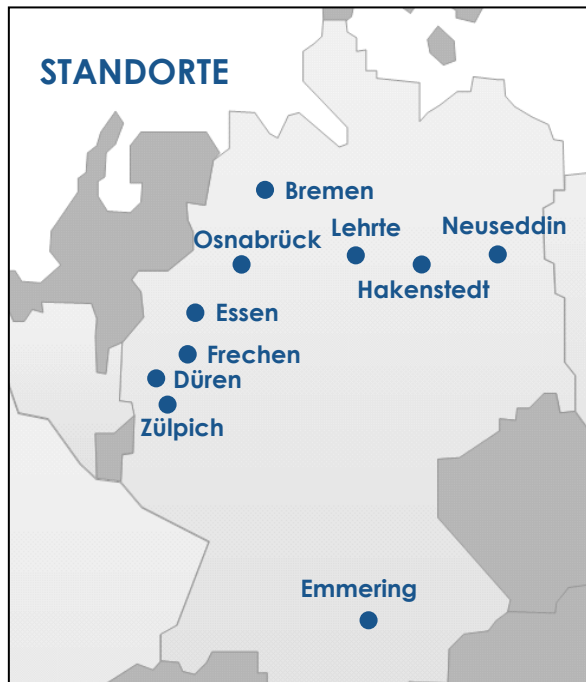 STANDORTE
Bremen
Lehrte
Neuseddin
Osnabrück
Hakenstedt
Essen
Frechen
Düren
Zülpich
Emmering